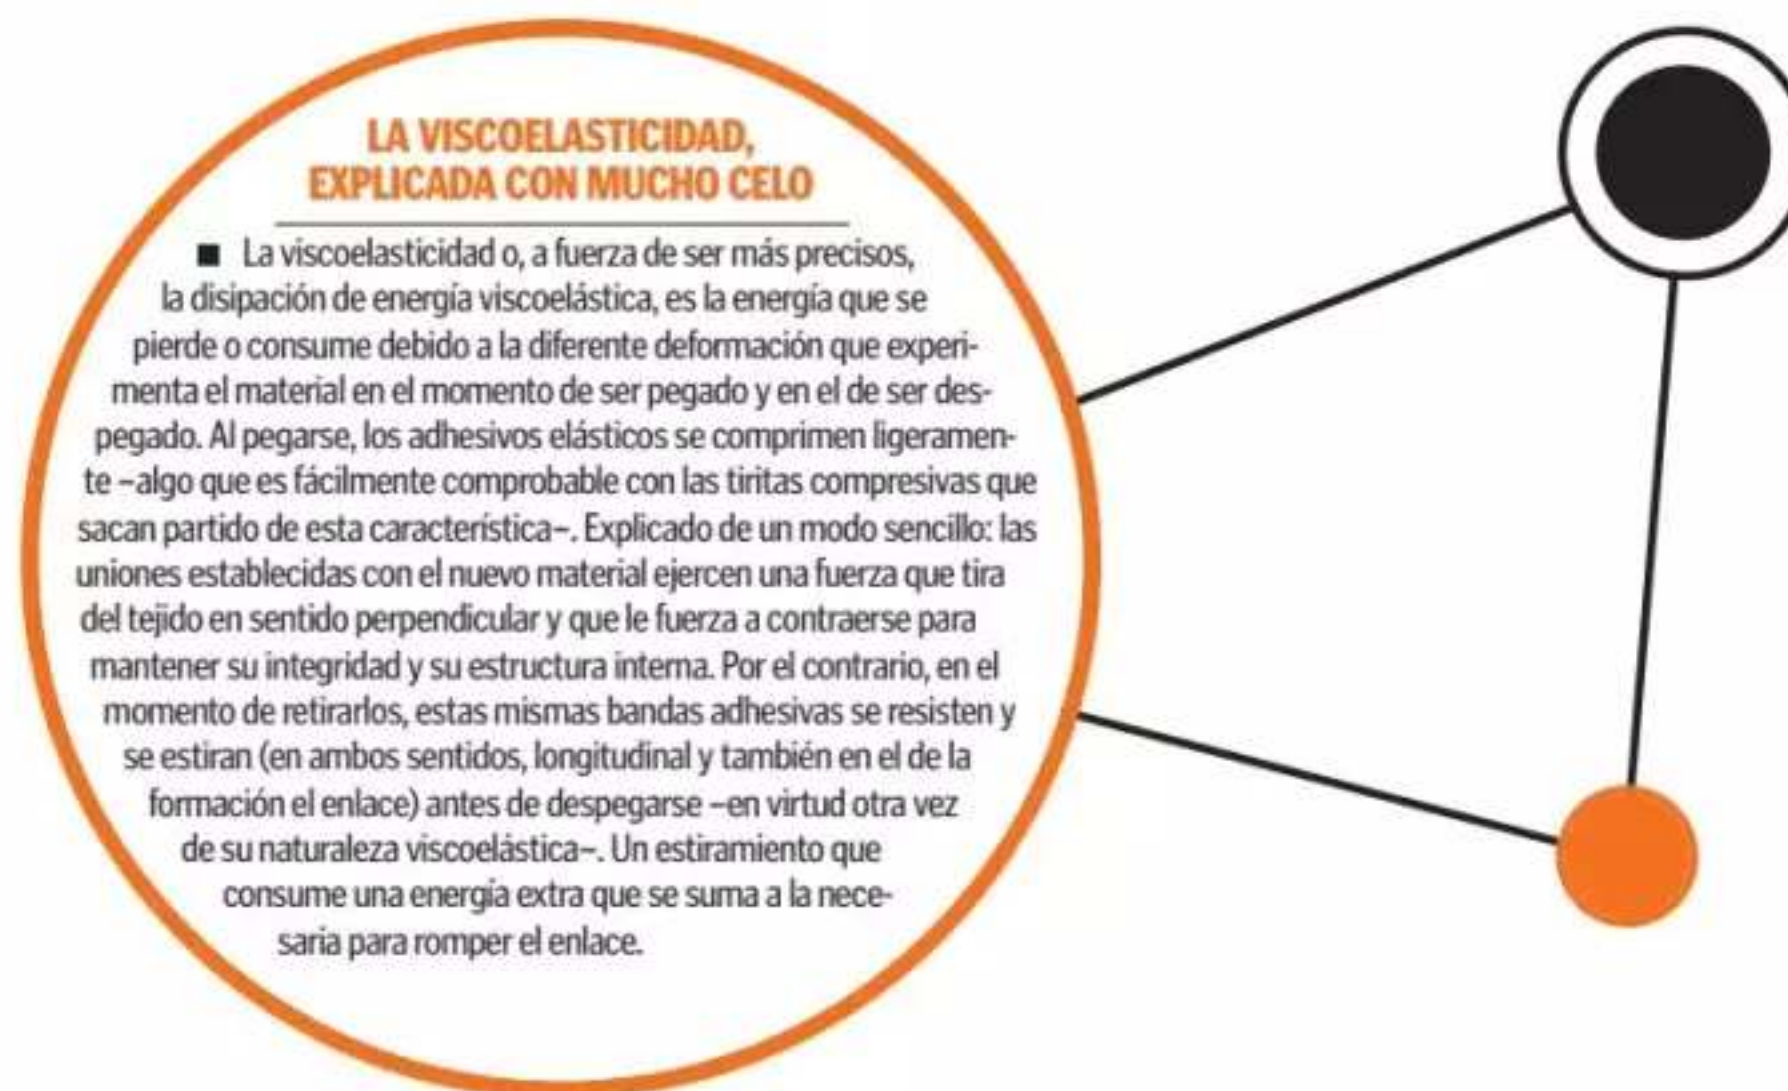 LA VISCOELASTICIDAD,
EXPLICADA CON MUCHO CELO
■ La viscoelasticidad o, a fuerza de ser más precisos,
la disipación de energía viscoelástica, es la energía que se
pierde o consume debido a la diferente deformación que experi-
menta el material en el momento de ser pegado y en el de ser des-
pegado. Al pegarse, los adhesivos elásticos se comprimen ligeramen-
te –algo que es fácilmente comprobable con las tiritas compresivas que
sacan partido de esta característica–. Explicado de un modo sencillo: las
uniones establecidas con el nuevo material ejercen una fuerza que tira
del tejido en sentido perpendicular y que le fuerza a contraerse para
mantener su integridad y su estructura interna. Por el contrario, en el
momento de retirarlos, estas mismas bandas adhesivas se resisten y
se estiran (en ambos sentidos, longitudinal y también en el de la
formación el enlace) antes de despegarse –en virtud otra vez
de su naturaleza viscoelástica–. Un estiramiento que
consume una energía extra que se suma a la nece-
saria para romper el enlace.